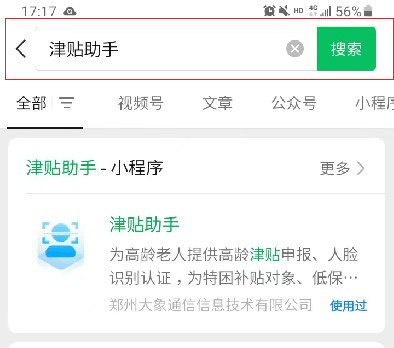 17:17 HD 4G 56%
津贴助手 搜索
全部 视频号 文章 公众号
津贴助手 - 小程序 更多
津贴助手
为高龄老人提供高龄津贴申报、人脸
识别认证，为特困补贴对象、低保…
郑州大象通信信息技术有限公司 使用过